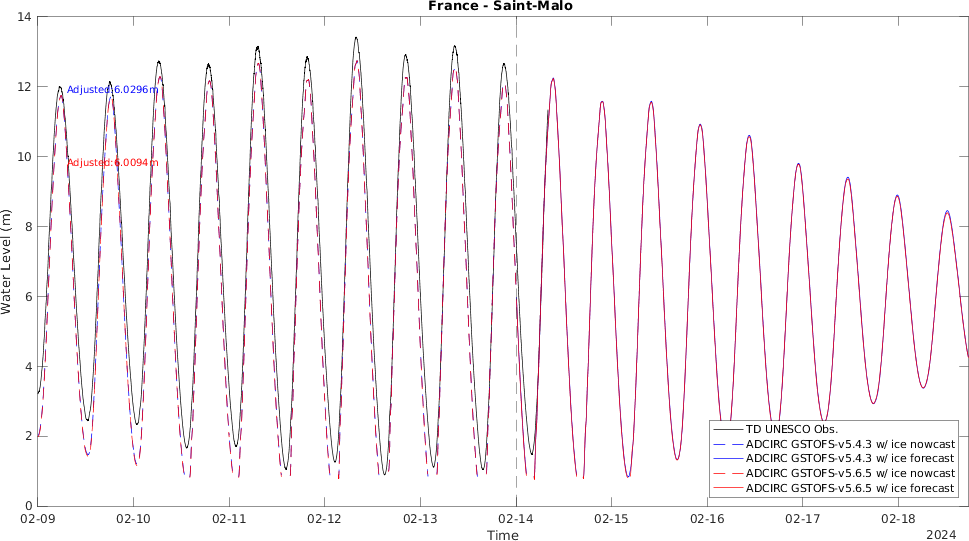 France - Saint-Malo
Water Level (m)
14
12
10
8
6
4
2
0
Adjusted:6.0296m
Adjusted:6.0094m
TD UNESCO Obs.
ADCIRC GSTOFS-v5.4.3 w/ ice nowcast
ADCIRC GSTOFS-v5.4.3 w/ ice forecast
ADCIRC GSTOFS-v5.6.5 w/ ice nowcast
ADCIRC GSTOFS-v5.6.5 w/ ice forecast
02-09 02-10 02-11 02-12 02-13 02-14 02-15 02-16 02-17 02-18
Time
2024